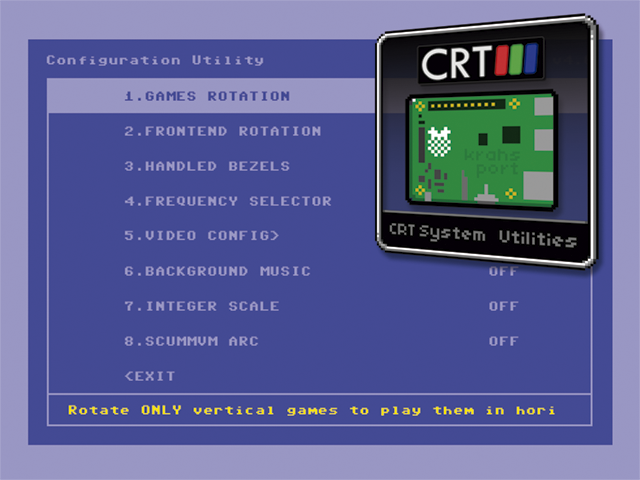 Configuration Utility
CRT
1.GAMES ROTATION
2.FRONTEND ROTATION
3.HANDLED BEZELS
krahs
port
4.FREQUENCY SELECTOR
5.VIDEO CONFIG>
CRT System Utilities
6.BACKGROUND MUSIC OFF
7.INTEGER SCALE OFF
8.SCUMMVM ARC OFF
<EXIT
Rotate ONLY vertical games to play them in hori